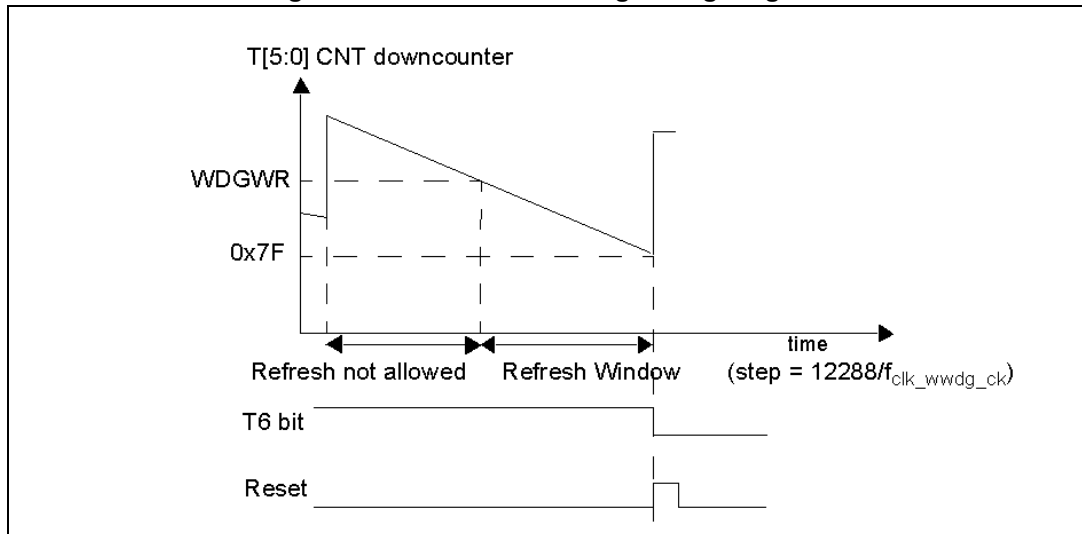 T[5:0] CNT downcounter
WDGWR
0x7F
time
Refresh not allowed Refresh Window (step = 12288/fclk_wwdg_ck)
T6 bit
Reset